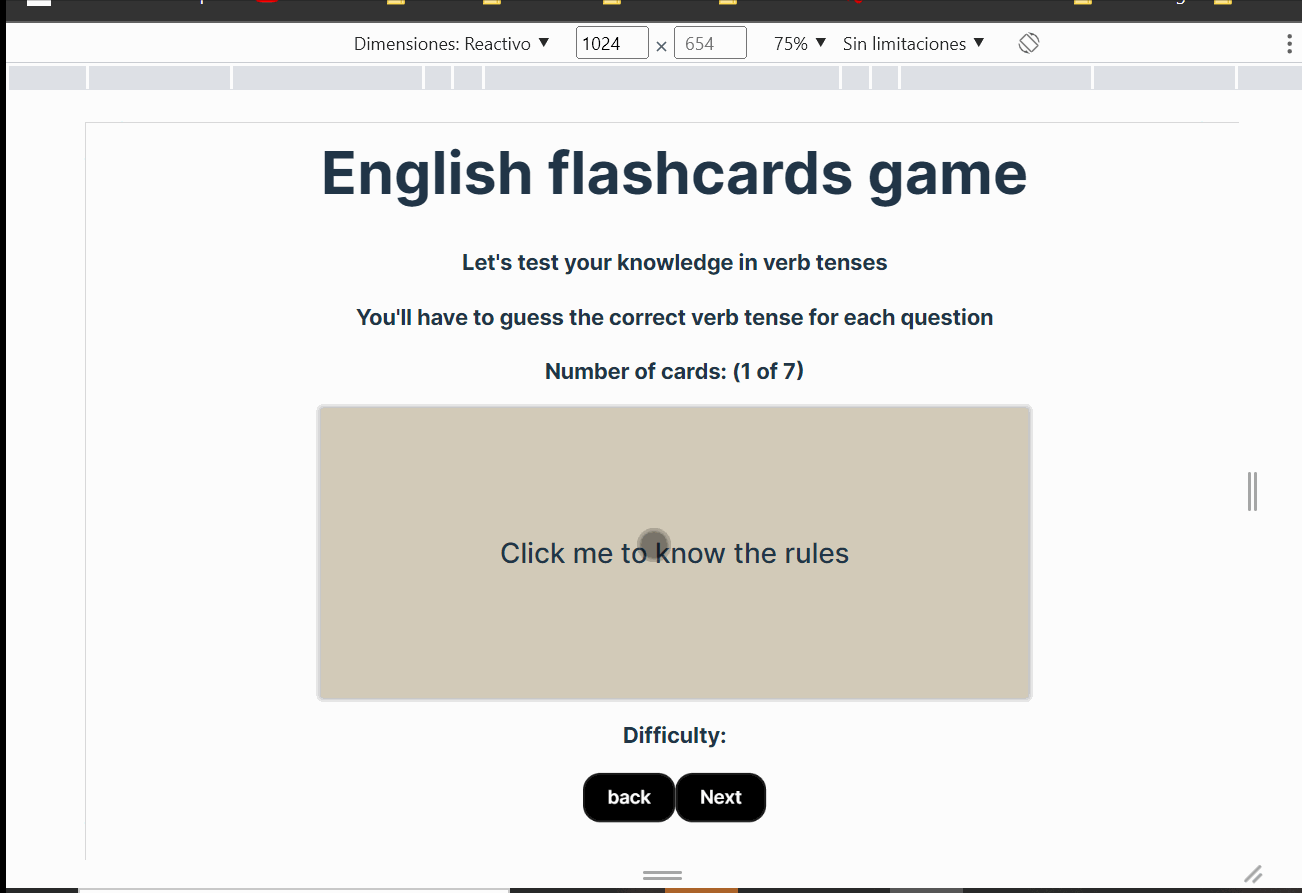 Dimensiones: Reactivo ▼ 1024 × 654 75% ▼ Sin limitaciones ▼
English flashcards game
Let's test your knowledge in verb tenses
You'll have to guess the correct verb tense for each question
Number of cards: (1 of 7)
Click me to know the rules
Difficulty:
back Next